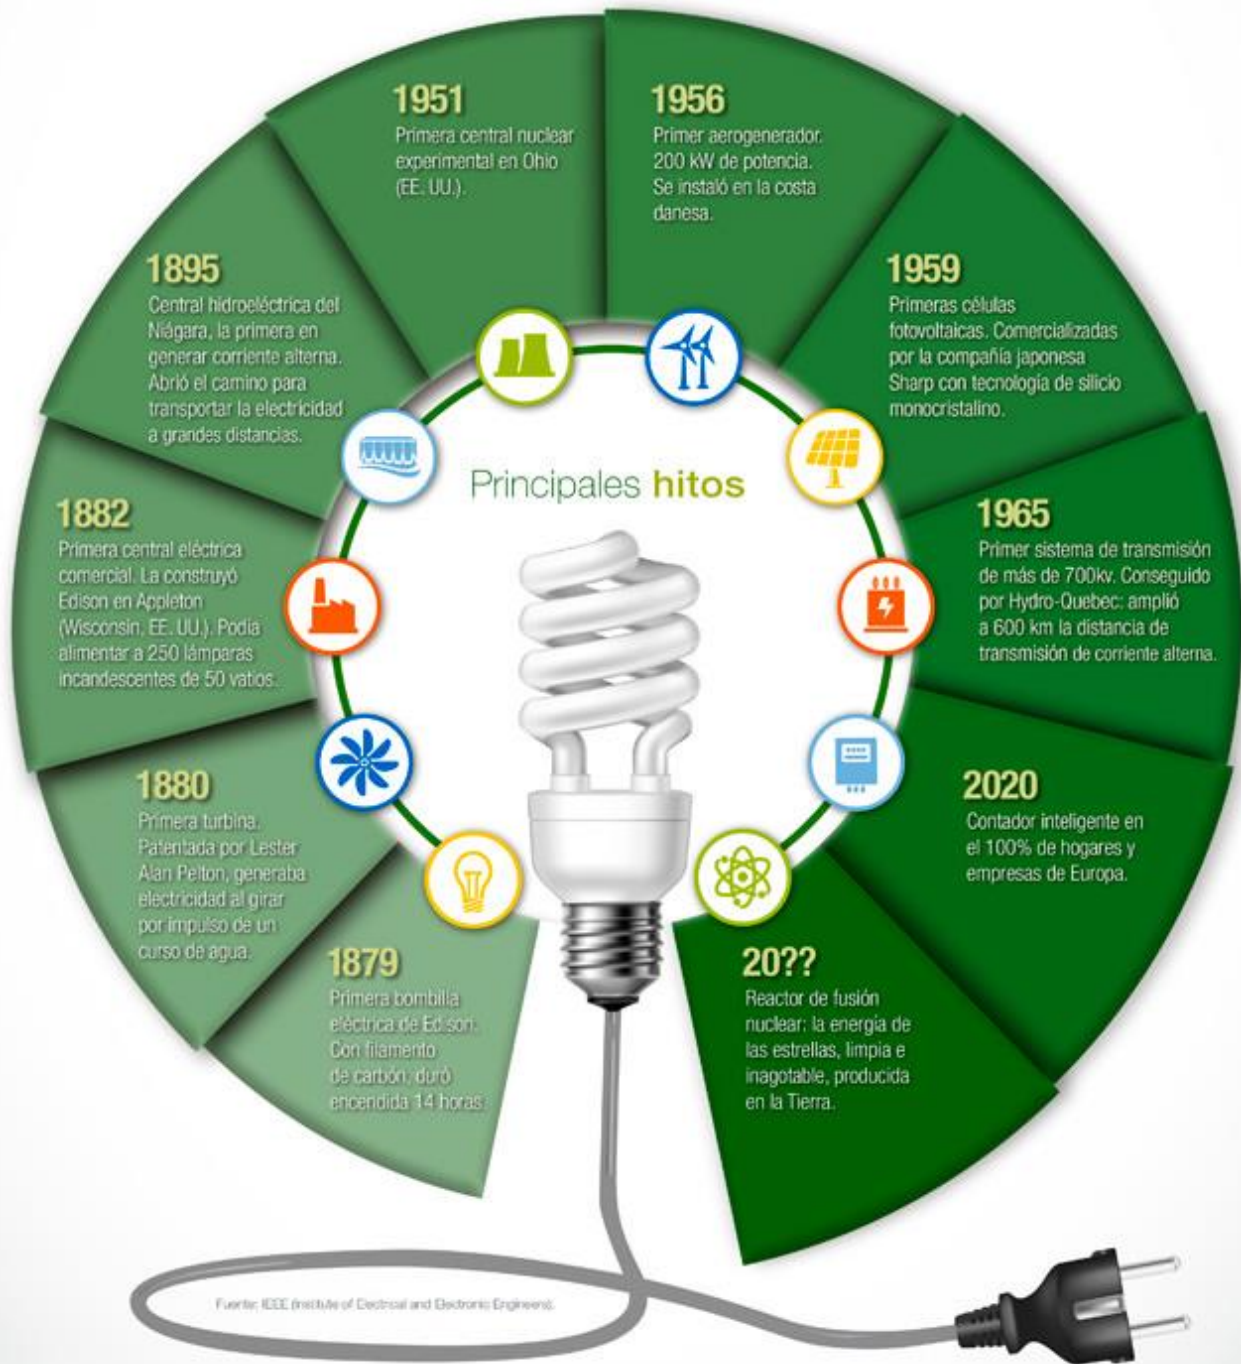 Principales hitos
1879
Primera bombilla
eléctrica de Edison.
Con filamento
de carbón, duró
encendida 14 horas.
1880
Primera turbina.
Patentada por Lester
Alan Pelton, generaba
electricidad al girar
por impulso de un
curso de agua.
1882
Primera central eléctrica
comercial. La construyó
Edison en Appleton
(Wisconsin, EE. UU.). Podía
alimentar a 250 lámparas
incandescentes de 50 vatios.
1895
Central hidroeléctrica del
Niágara, la primera en
generar corriente alterna.
Abrió el camino para
transportar la electricidad
a grandes distancias.
1951
Primera central nuclear
experimental en Ohio
(EE. UU.).
1956
Primer aerogenerador.
200 kW de potencia.
Se instaló en la costa
danesa.
1959
Primeras células
fotovoltaicas. Comercializadas
por la compañía japonesa
Sharp con tecnología de silicio
monocristalino.
1965
Primer sistema de transmisión
de más de 700kv. Conseguido
por Hydro-Quebec: amplió
a 600 km la distancia de
transmisión de corriente alterna.
2020
Contador inteligente en
el 100% de hogares y
empresas de Europa.
20??
Reactor de fusión
nuclear: la energía de
las estrellas, limpia e
inagotable, producida
en la Tierra.
Fuente: IEEE (Institute of Electrical and Electronic Engineers).